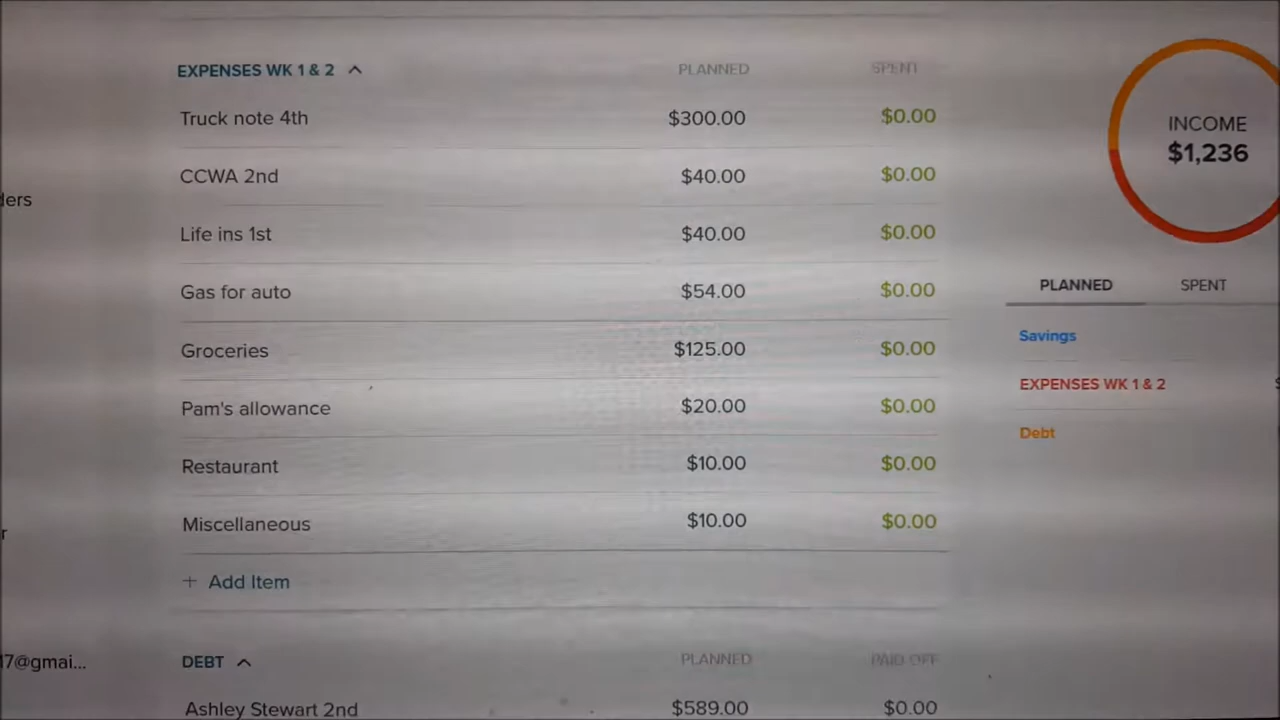 EXPENSES WK 1 & 2 PLANNED SPENT
Truck note 4th $300.00 $0.00
CCWA 2nd $40.00 $0.00
Life ins 1st $40.00 $0.00
Gas for auto $54.00 $0.00
Groceries $125.00 $0.00
Pam's allowance $20.00 $0.00
Restaurant $10.00 $0.00
Miscellaneous $10.00 $0.00
+ Add Item
DEBT PLANNED PAID OFF
Ashley Stewart 2nd $589.00 $0.00
INCOME
$1,236
PLANNED SPENT
Savings
EXPENSES WK 1 & 2
Debt
ders
r
17@gmai...